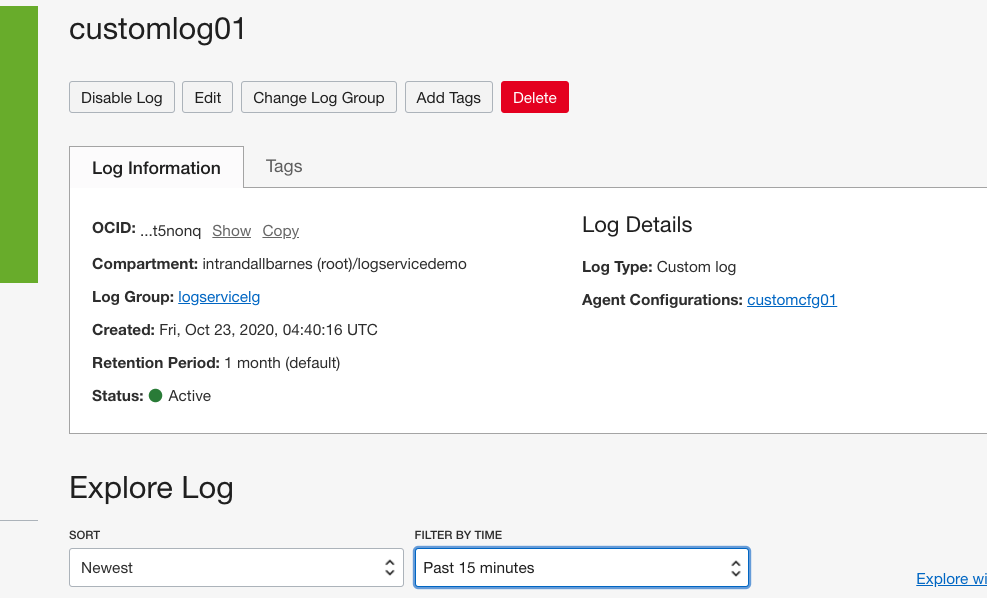 customlog01
Disable Log Edit Change Log Group Add Tags Delete
Log Information Tags
OCID: ...t5nonq Show Copy
Compartment: intrandallbarnes (root)/logservicedemo
Log Group: logservicelg
Created: Fri, Oct 23, 2020, 04:40:16 UTC
Retention Period: 1 month (default)
Status: Active
Log Details
Log Type: Custom log
Agent Configurations: customcfg01
Explore Log
SORT
Newest
FILTER BY TIME
Past 15 minutes
Explore wi